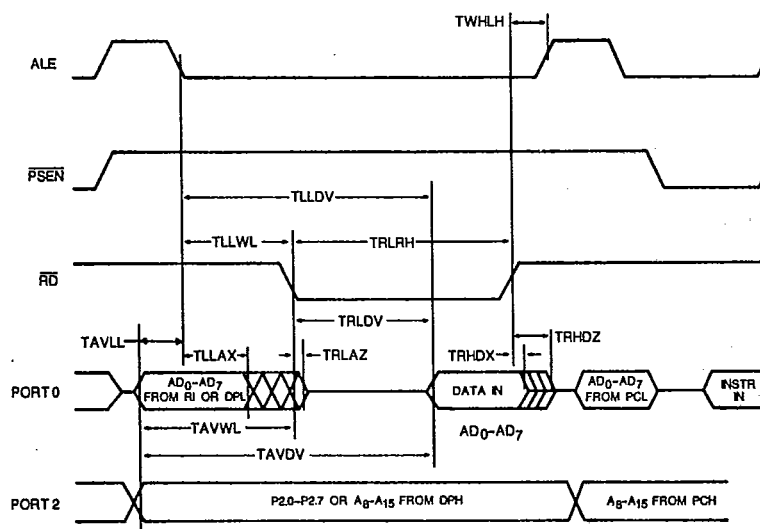 TWHLH
ALE
PSEN
TLLDV
TLLWL
TRLRH
RD
TRLDV
TAVLL
TRHDZ
TLLAX
TRLAZ
TRHDX
PORT 0
AD0–AD7
FROM RI OR DPL
DATA IN
AD0–AD7
FROM PCL
INSTR
IN
TAVWL
AD0–AD7
TAVDV
PORT 2
P2.0–P2.7 OR A8–A15 FROM DPH
A8–A15 FROM PCH